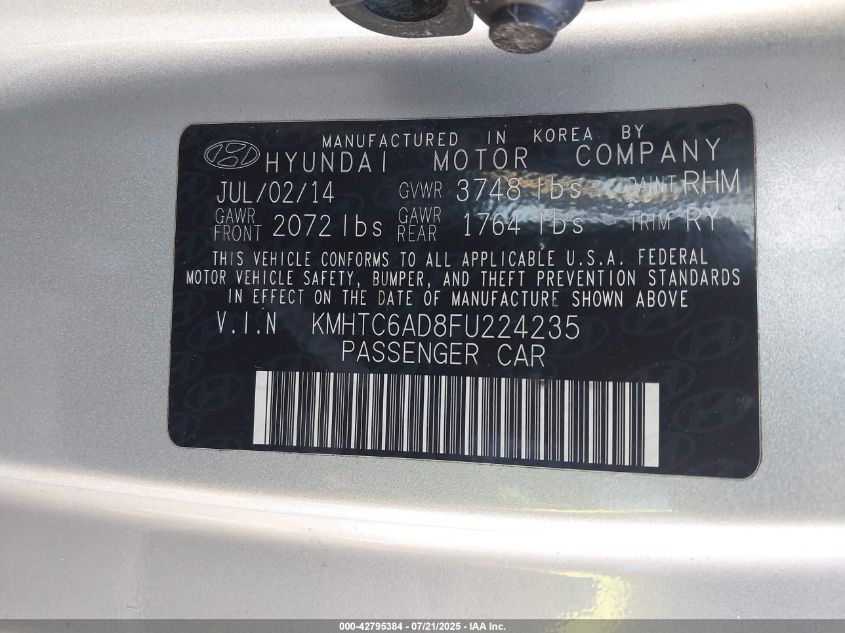 MANUFACTURED IN KOREA BY
HYUNDAI MOTOR COMPANY
JUL/02/14 GVWR 3748 lbs PAINT RHM
GAWR FRONT 2072 lbs GAWR REAR 1764 lbs TRIM RY
THIS VEHICLE CONFORMS TO ALL APPLICABLE U.S.A. FEDERAL
MOTOR VEHICLE SAFETY, BUMPER, AND THEFT PREVENTION STANDARDS
IN EFFECT ON THE DATE OF MANUFACTURE SHOWN ABOVE
V.I.N KMHTC6AD8FU224235
PASSENGER CAR
000-42795384 / 07/21/2025 - IAA Inc.